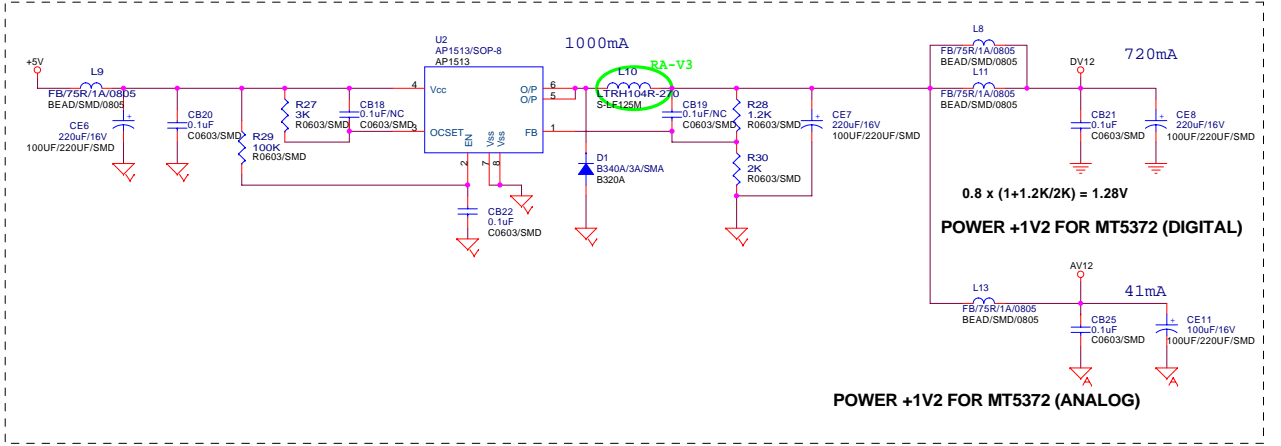 +5V
L9
FB/75R/1A/0805
BEAD/SMD/0805
CE6
220uF/16V
100UF/220UF/SMD
CB20
0.1uF
C0603/SMD
R29
100K
R0603/SMD
R27
3K
R0603/SMD
CB18
0.1uF/NC
C0603/SMD
U2
AP1513/SOP-8
AP1513
4
Vcc
3
OCSET
EN
2
Vss
7
Vss
8
O/P
6
O/P
5
FB
1
CB22
0.1uF
C0603/SMD
1000mA
RA-V3
L10
LTRH104R-270
S-LF125M
D1
B340A/3A/SMA
B320A
CB19
0.1uF/NC
C0603/SMD
R28
1.2K
R0603/SMD
R30
2K
R0603/SMD
CE7
220uF/16V
100UF/220UF/SMD
L8
FB/75R/1A/0805
BEAD/SMD/0805
L11
FB/75R/1A/0805
BEAD/SMD/0805
DV12
720mA
CB21
0.1uF
C0603/SMD
CE8
220uF/16V
100UF/220UF/SMD
0.8 x (1+1.2K/2K) = 1.28V
POWER +1V2 FOR MT5372 (DIGITAL)
AV12
41mA
L13
FB/75R/1A/0805
BEAD/SMD/0805
CB25
0.1uF
C0603/SMD
CE11
100uF/16V
100UF/220UF/SMD
A
A
POWER +1V2 FOR MT5372 (ANALOG)